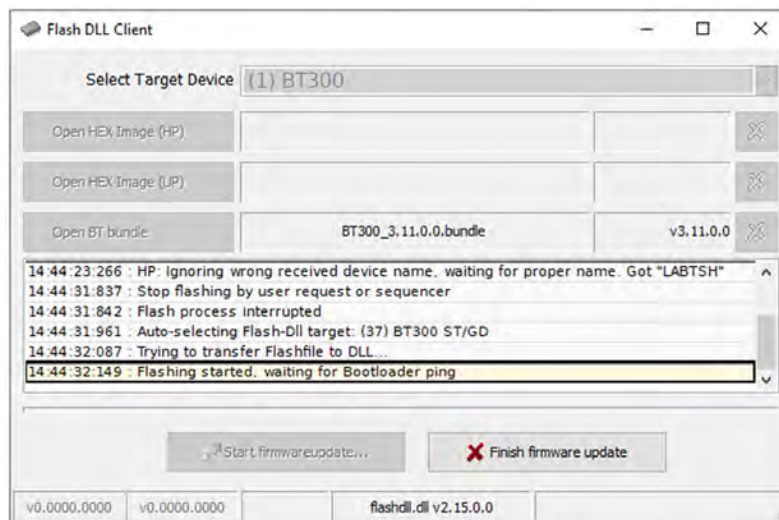 Flash DLL Client
Select Target Device (1) BT300
Open HEX Image (HP)
Open HEX Image (UP)
Open BT bundle BT300_3.11.0.0.bundle v3.11.0.0
14:44:23:266 : HP: Ignoring wrong received device name, waiting for proper name. Got "LABTSH"
14:44:31:837 : Stop flashing by user request or sequencer
14:44:31:842 : Flash process interrupted
14:44:31:961 : Auto-selecting Flash-Dll target: (37) BT300 ST/GD
14:44:32:087 : Trying to transfer Flashfile to DLL...
14:44:32:149 : Flashing started, waiting for Bootloader ping
Start firmwareupdate... Finish firmware update
v0.0000.0000 v0.0000.0000 flashdll.dll v2.15.0.0